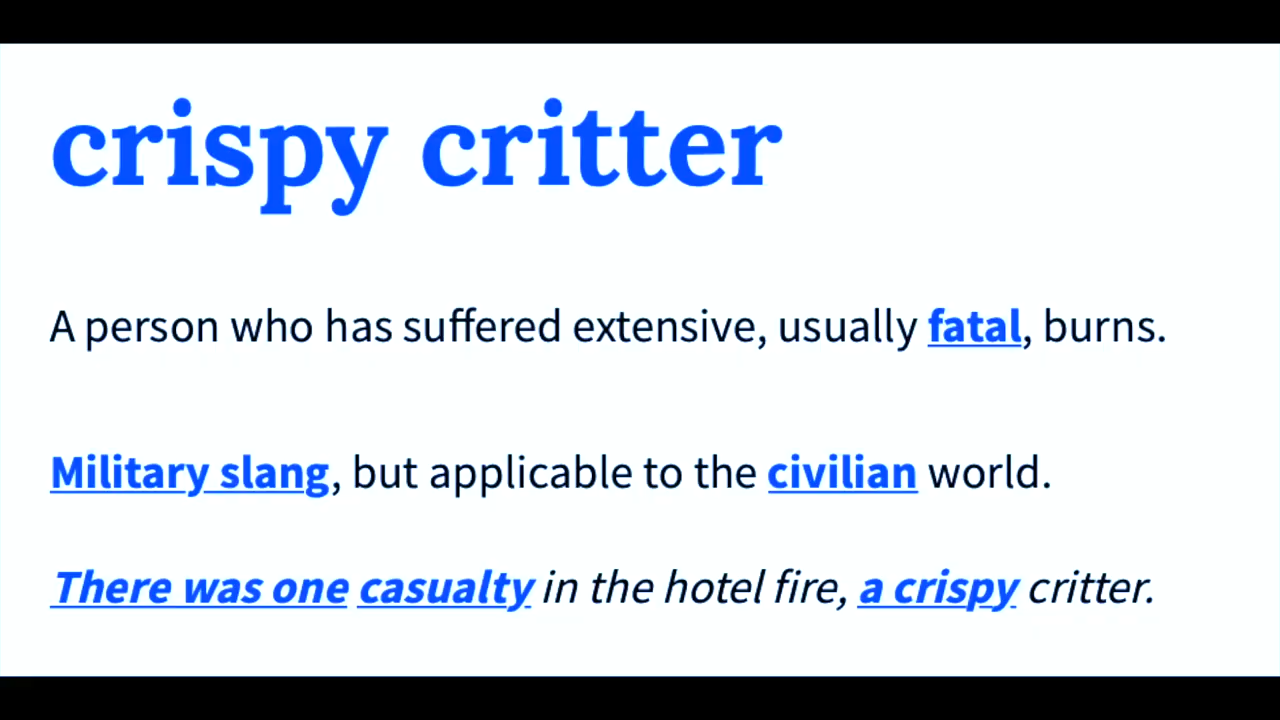 crispy critter
A person who has suffered extensive, usually fatal, burns.
Military slang, but applicable to the civilian world.
There was one casualty in the hotel fire, a crispy critter.